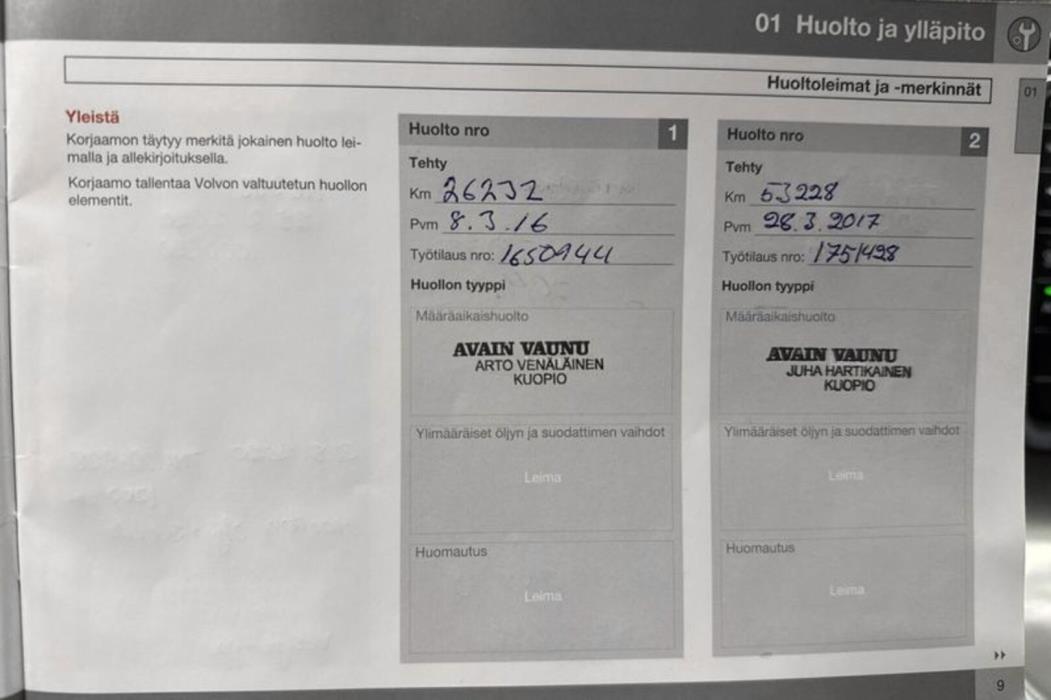 01 Huolto ja ylläpito
Huoltoleimat ja -merkinnät
01
Yleistä
Korjaamon täytyy merkitä jokainen huolto lei-
malla ja allekirjoituksella.
Korjaamo tallentaa Volvon valtuutetun huollon
elementit.
Huolto nro 1
Tehty
Km 26232
Pvm 8.3.16
Työtilaus nro: 1650944
Huollon tyyppi
Määräaikaishuolto
AVAIN VAUNU
ARTO VENÄLÄINEN
KUOPIO
Ylimääräiset öljyn ja suodattimen vaihdot
Leima
Huomautus
Leima
Huolto nro 2
Tehty
Km 53228
Pvm 28.3.2017
Työtilaus nro: 1751498
Huollon tyyppi
Määräaikaishuolto
AVAIN VAUNU
JUHA HARTIKAINEN
KUOPIO
Ylimääräiset öljyn ja suodattimen vaihdot
Leima
Huomautus
Leima
9